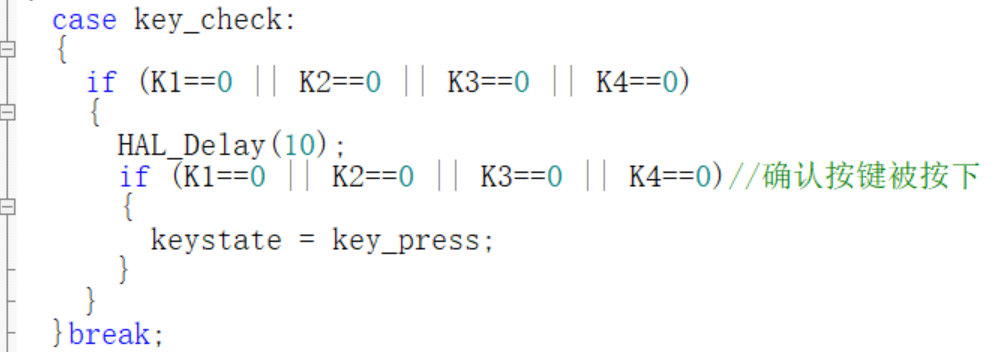 case key_check:
{
if (K1==0 || K2==0 || K3==0 || K4==0)
{
HAL_Delay(10);
if (K1==0 || K2==0 || K3==0 || K4==0)//确认按键被按下
{
keystate = key_press;
}
}
}break;